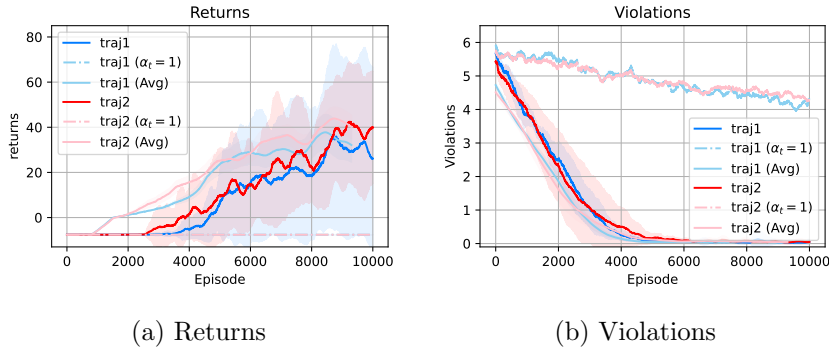 Returns
80
60
40
20
0
returns
traj1
traj1 (αt = 1)
traj1 (Avg)
traj2
traj2 (αt = 1)
traj2 (Avg)
0 2000 4000 6000 8000 10000
Episode
(a) Returns
Violations
6
5
4
3
2
1
0
Violations
traj1
traj1 (αt = 1)
traj1 (Avg)
traj2
traj2 (αt = 1)
traj2 (Avg)
0 2000 4000 6000 8000 10000
Episode
(b) Violations